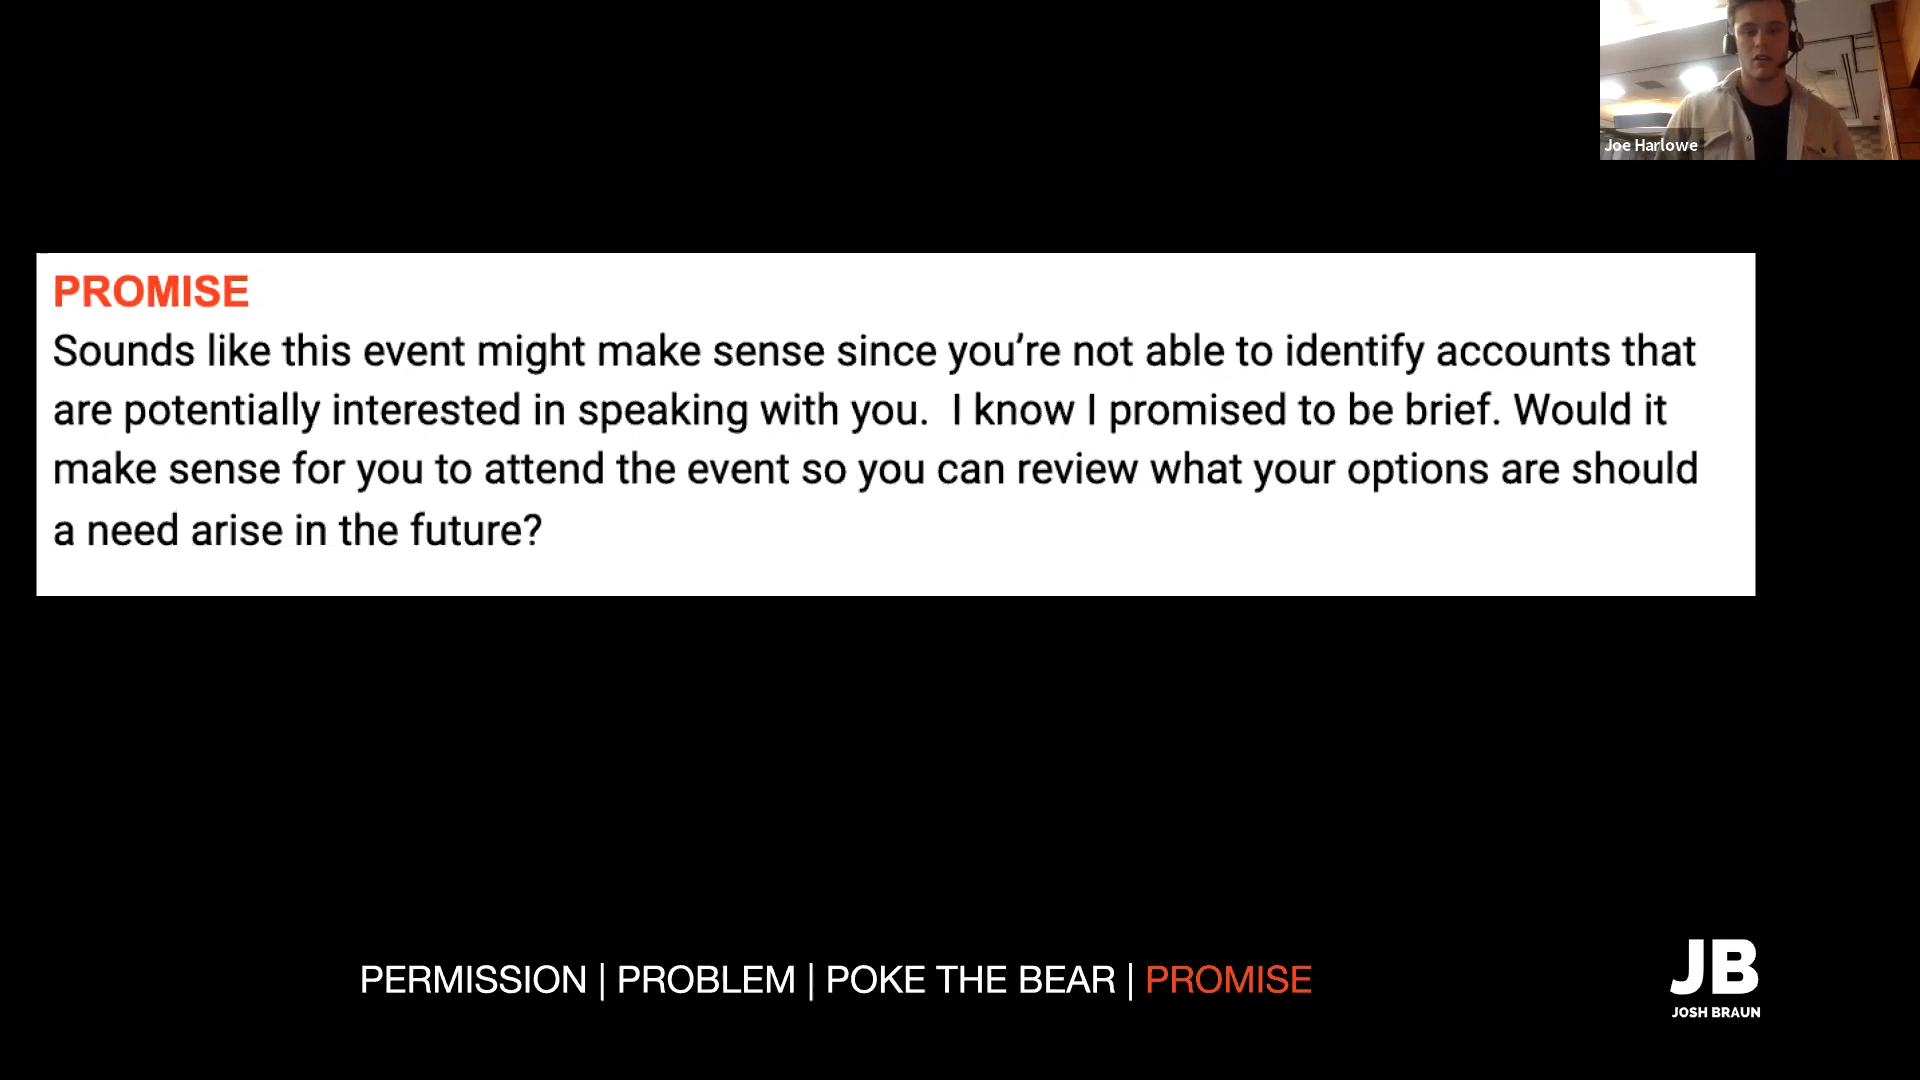 Joe Harlowe
PROMISE
Sounds like this event might make sense since you’re not able to identify accounts that
are potentially interested in speaking with you.  I know I promised to be brief. Would it
make sense for you to attend the event so you can review what your options are should
a need arise in the future?
PERMISSION | PROBLEM | POKE THE BEAR | PROMISE
JB
JOSH BRAUN